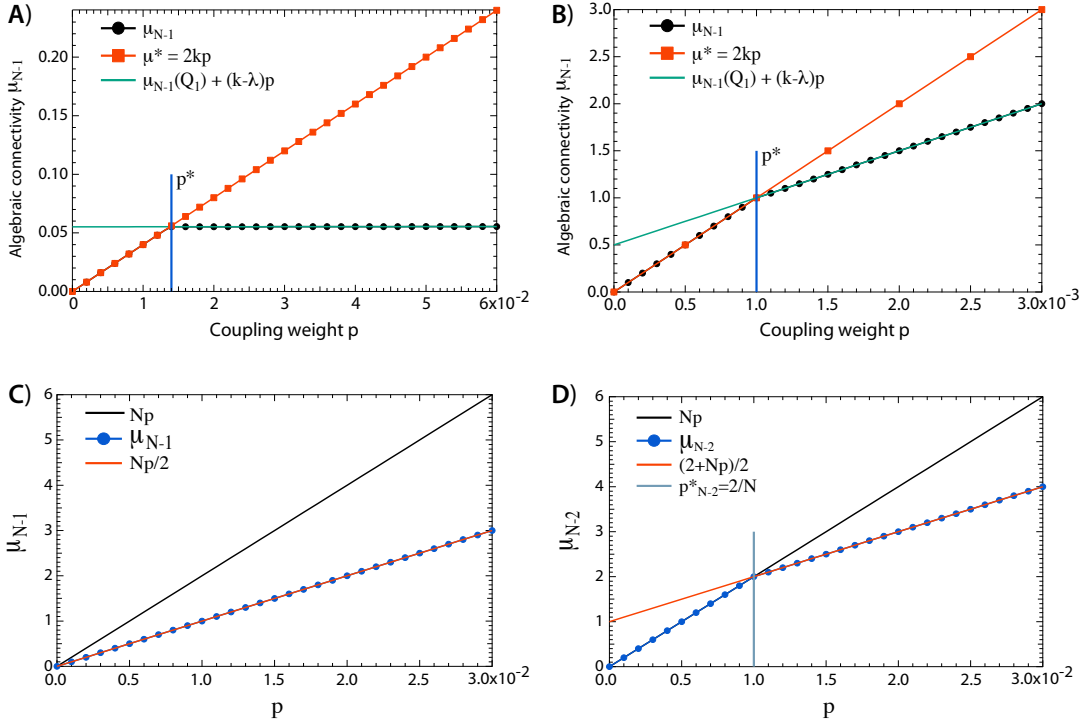 A)
μN-1
μ* = 2kp
μN-1(Q1) + (k-λ)p
p*
Algebraic connectivity μN-1
0.20
0.15
0.10
0.05
0.00
0 1 2 3 4 5 6x10-2
Coupling weight p
B)
μN-1
μ* = 2kp
μN-1(Q1) + (k-λ)p
p*
Algebraic connectivity μN-1
3.0
2.5
2.0
1.5
1.0
0.5
0.0
0.0 0.5 1.0 2.0 3.0x10-3
Coupling weight p
C)
Np
μN-1
Np/2
μN-1
6
5
4
3
2
1
0
0.0 0.5 1.0 1.5 2.0 2.5 3.0x10-2
p
D)
Np
μN-2
(2+Np)/2
p*N-2=2/N
μN-2
6
5
4
3
2
1
0
0.0 0.5 1.0 1.5 2.0 3.0x10-2
p